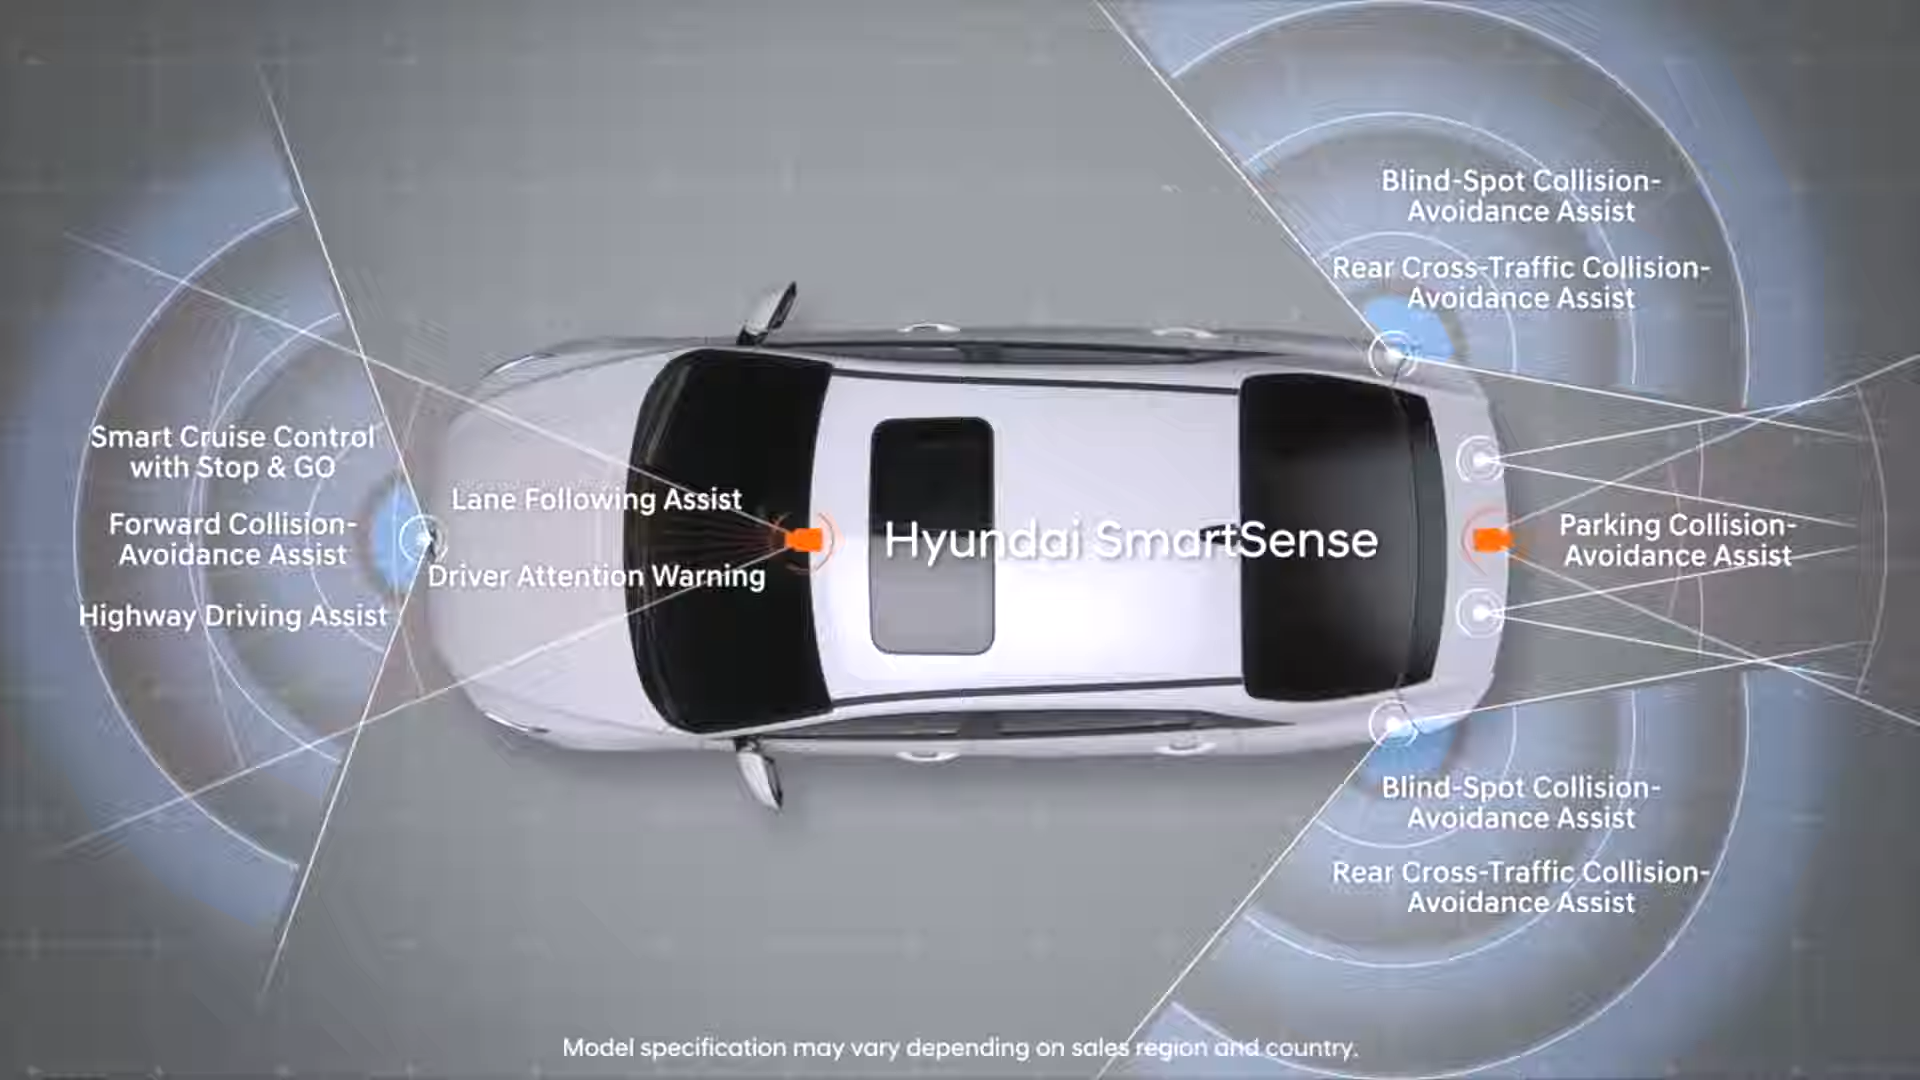 Blind-Spot Collision-
Avoidance Assist
Rear Cross-Traffic Collision-
Avoidance Assist
Smart Cruise Control
with Stop & GO
Forward Collision-
Avoidance Assist
Highway Driving Assist
Lane Following Assist
Driver Attention Warning
Hyundai SmartSense
Parking Collision-
Avoidance Assist
Blind-Spot Collision-
Avoidance Assist
Rear Cross-Traffic Collision-
Avoidance Assist
Model specification may vary depending on sales region and country.